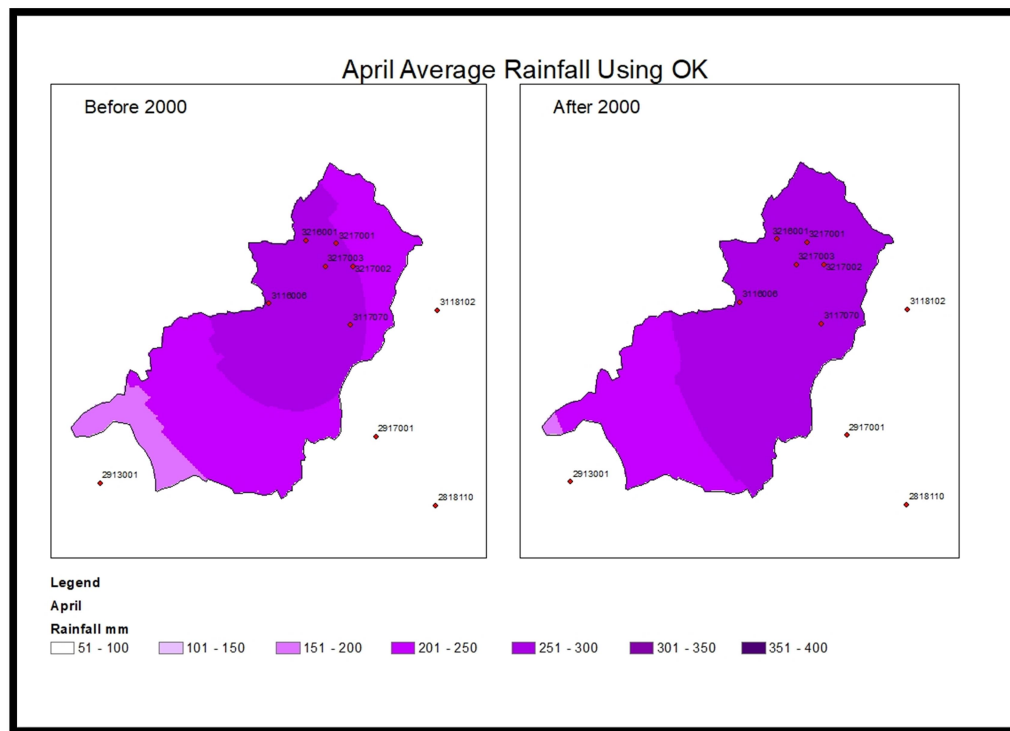 April Average Rainfall Using OK
Before 2000
3216001
3217001
3217003
3217002
3116006
3118102
3117070
2917001
2913001
2818110
After 2000
3216001
3217001
3217003
3217002
3116006
3118102
3117070
2917001
2913001
2818110
Legend
April
Rainfall mm
51 - 100 101 - 150 151 - 200 201 - 250 251 - 300 301 - 350 351 - 400